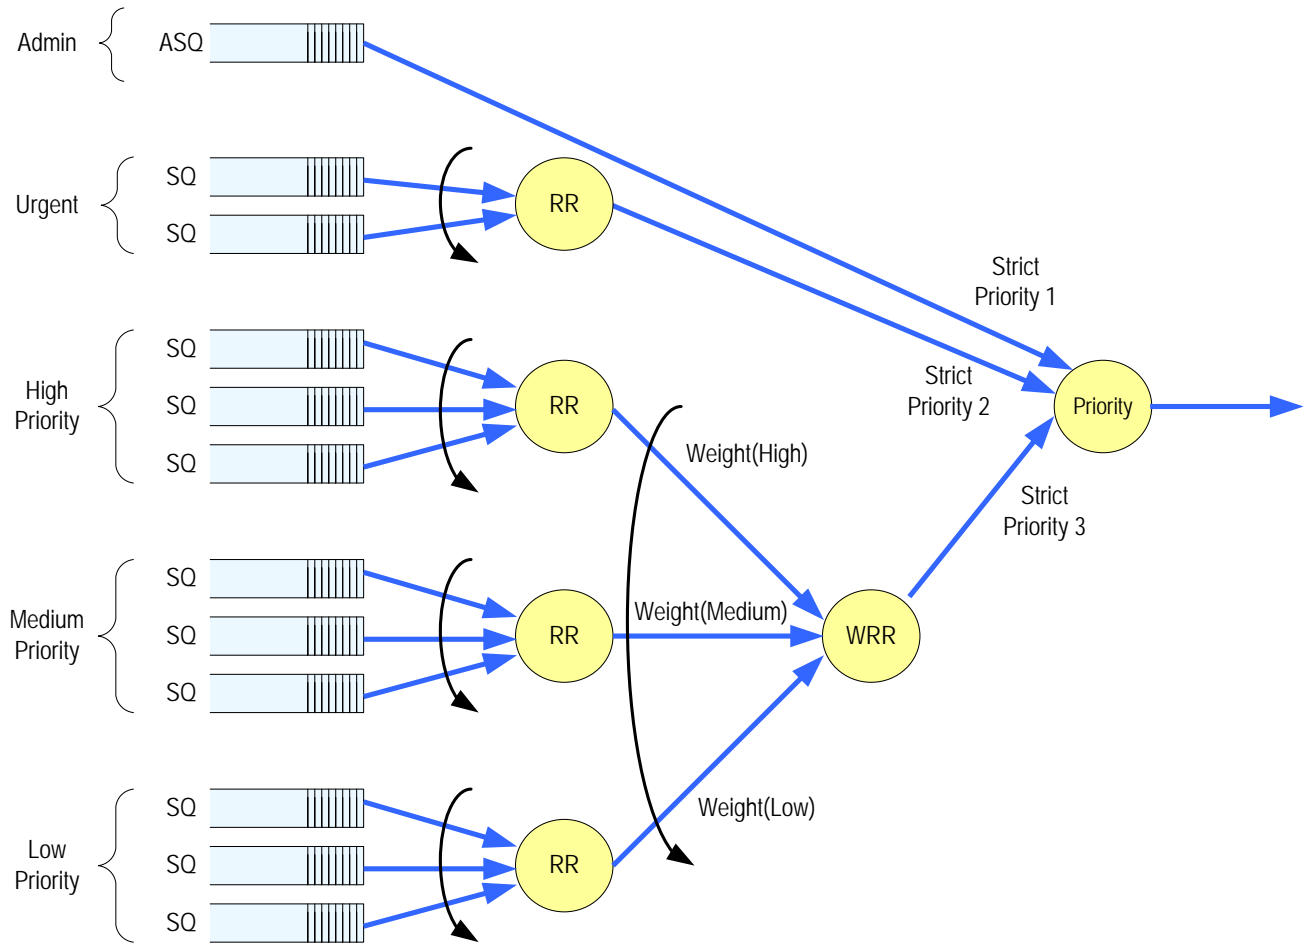 Admin
ASQ
Urgent
SQ
SQ
RR
Strict
Priority 1
High
Priority
SQ
SQ
SQ
RR
Strict
Priority 2
Priority
Weight(High)
Strict
Priority 3
Medium
Priority
SQ
SQ
SQ
RR
Weight(Medium)
WRR
Low
Priority
SQ
SQ
SQ
RR
Weight(Low)